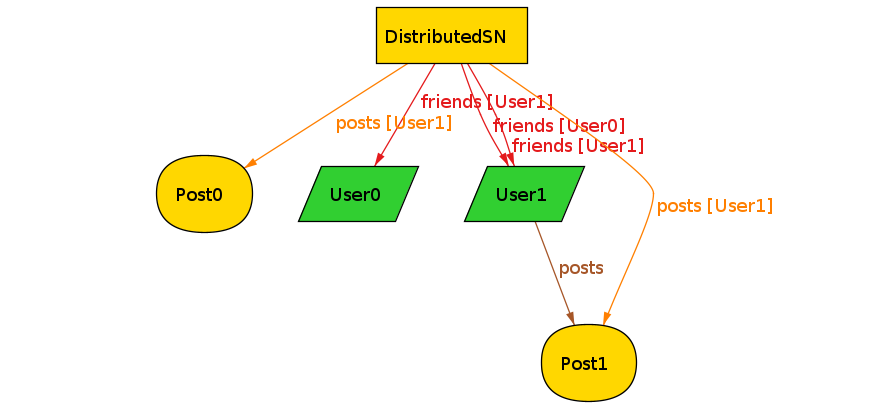 DistributedSN
friends [User1]
posts [User1]
friends [User0]
friends [User1]
Post0
User0
User1
posts [User1]
posts
Post1